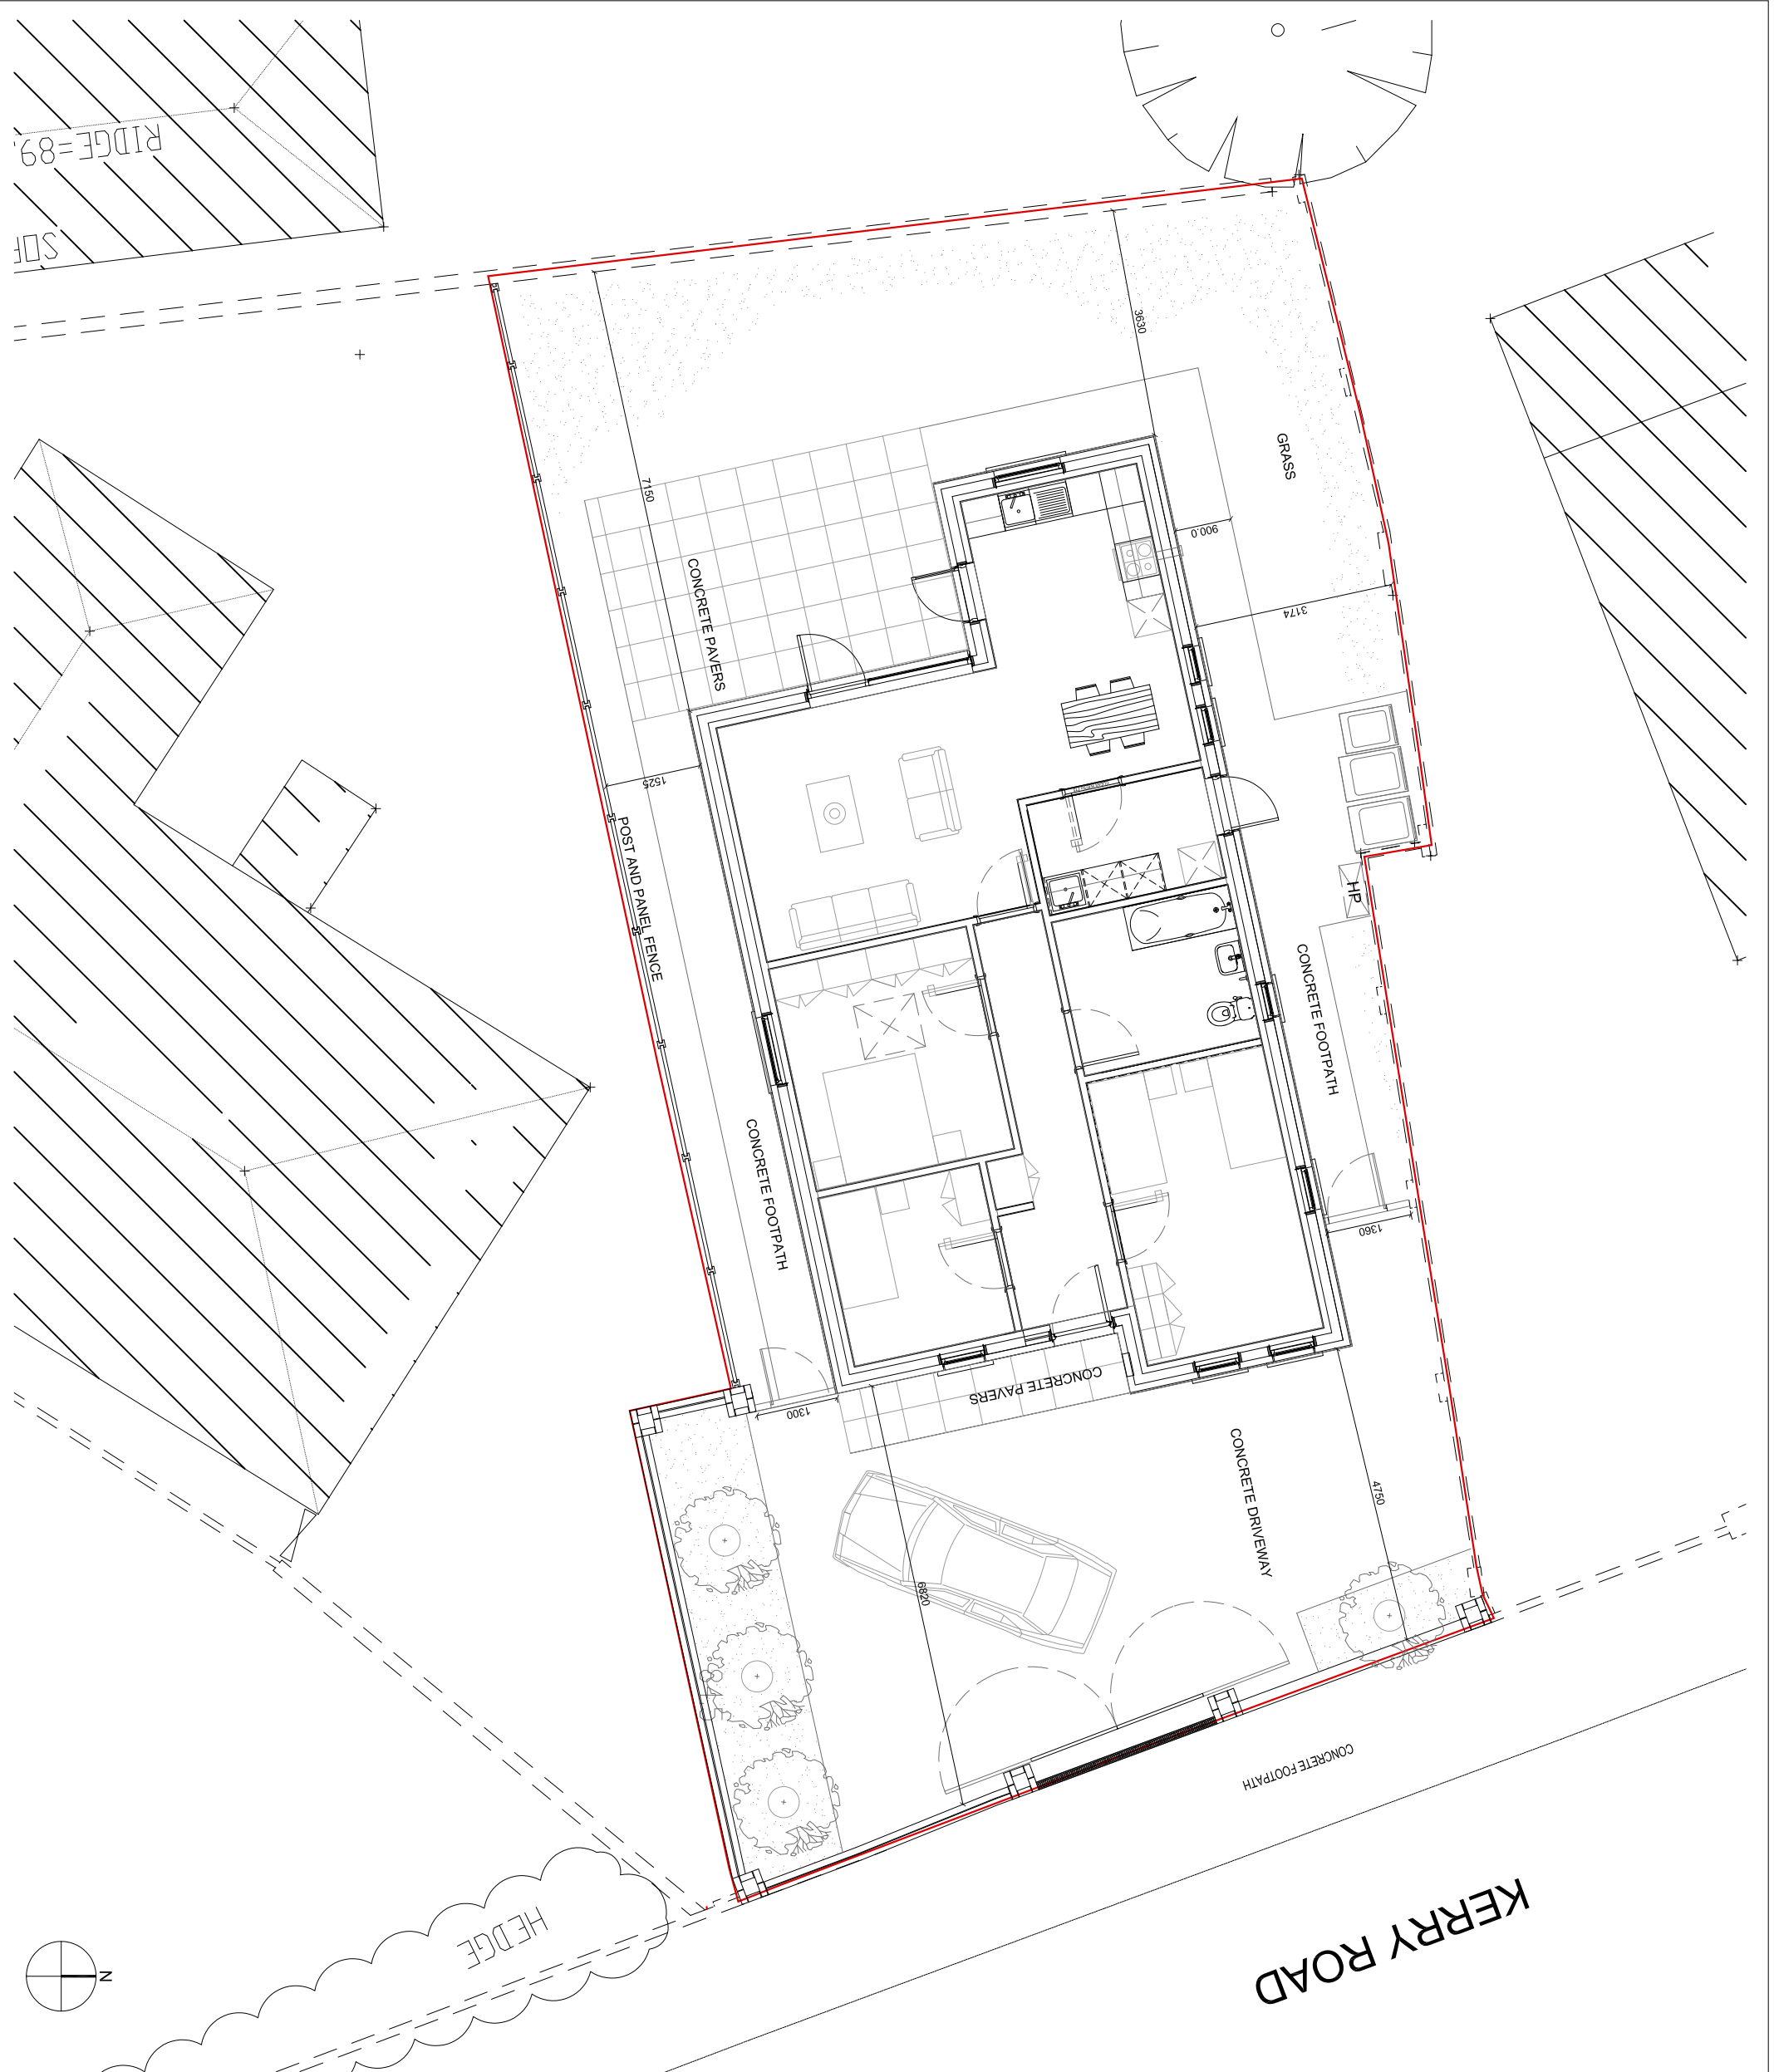 RIDGE=89.
3630
GRASS
7150
900.0
CONCRETE PAVERS
3174
1525
POST AND PANEL FENCE
HP
CONCRETE FOOTPATH
CONCRETE FOOTPATH
1360
CONCRETE PAVERS
1300
CONCRETE DRIVEWAY
4750
6820
CONCRETE FOOTPATH
KERRY ROAD
HEDGE
N